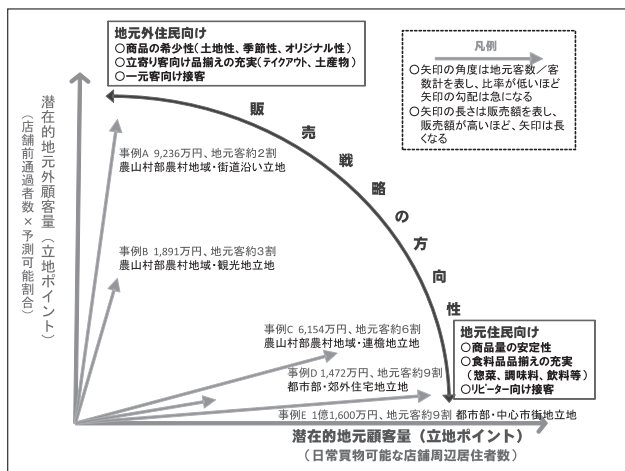 地元外住民向け
○商品の希少性（土地性、季節性、オリジナル性）
○立寄り客向け品揃えの充実（テイクアウト、土産物）
○一元客向け接客
凡例
○矢印の角度は地元客数／客
数計を表し、比率が低いほど
矢印の勾配は急になる
○矢印の長さは販売額を表し、
販売額が高いほど、矢印は長
くなる
販売戦略の方向性
潜在的地元外顧客量（立地ポイント）
（店舗前通過者数×予測可能割合）
事例A 9,236万円、地元客約2割
農山村部農村地域・街道沿い立地
事例B 1,891万円、地元客約3割
農山村部農村地域・観光地立地
事例C 6,154万円、地元客約6割
農山村部農村地域・連檐地立地
事例D 1,472万円、地元客約9割
都市部・郊外住宅地立地
事例E 1億1,600万円、地元客約9割 都市部・中心市街地立地
地元住民向け
○商品量の安定性
○食料品品揃えの充実
（惣菜、調味料、飲料等）
○リピーター向け接客
潜在的地元顧客量（立地ポイント）
（日常買物可能な店舗周辺居住者数）